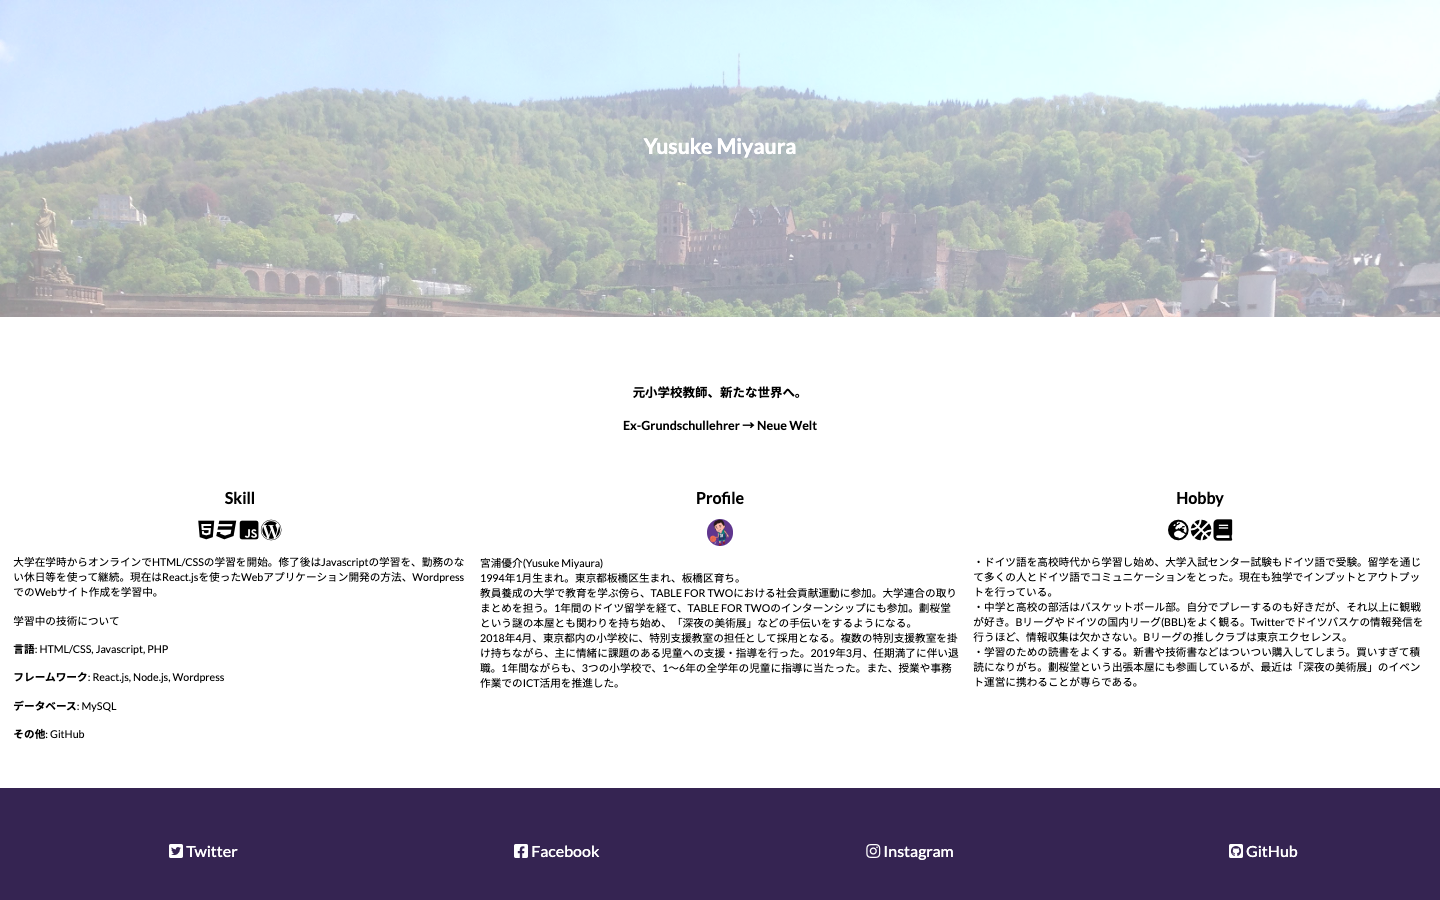 Yusuke Miyaura
元小学校教師、新たな世界へ。
Ex-Grundschullehrer → Neue Welt
Skill
JS
大学在学時からオンラインでHTML/CSSの学習を開始。修了後はJavascriptの学習を、勤務のな
い休日等を使って継続。現在はReact.jsを使ったWebアプリケーション開発の方法、Wordpress
でのWebサイト作成を学習中。
学習中の技術について
言語: HTML/CSS, Javascript, PHP
フレームワーク: React.js, Node.js, Wordpress
データベース: MySQL
その他: GitHub
Profile
宮浦優介(Yusuke Miyaura)
1994年1月生まれ。東京都板橋区生まれ、板橋区育ち。
教員養成の大学で教育を学ぶ傍ら、TABLE FOR TWOにおける社会貢献運動に参加。大学連合の取り
まとめを担う。1年間のドイツ留学を経て、TABLE FOR TWOのインターンシップにも参加。劃桜堂
という謎の本屋とも関わりを持ち始め、「深夜の美術展」などの手伝いをするようになる。
2018年4月、東京都内の小学校に、特別支援教室の担任として採用となる。複数の特別支援教室を掛
け持ちながら、主に情緒に課題のある児童への支援・指導を行った。2019年3月、任期満了に伴い退
職。1年間ながらも、3つの小学校で、1〜6年の全学年の児童に指導に当たった。また、授業や事務
作業でのICT活用を推進した。
Hobby
・ドイツ語を高校時代から学習し始め、大学入試センター試験もドイツ語で受験。留学を通じ
て多くの人とドイツ語でコミュニケーションをとった。現在も独学でインプットとアウトプッ
トを行っている。
・中学と高校の部活はバスケットボール部。自分でプレーするのも好きだが、それ以上に観戦
が好き。Bリーグやドイツの国内リーグ(BBL)をよく観る。Twitterでドイツバスケの情報発信を
行うほど、情報収集は欠かさない。Bリーグの推しクラブは東京エクセレンス。
・学習のための読書をよくする。新書や技術書などはついつい購入してしまう。買いすぎて積
読になりがち。劃桜堂という出張本屋にも参画しているが、最近は「深夜の美術展」のイベン
ト運営に携わることが専らである。
Twitter
Facebook
Instagram
GitHub